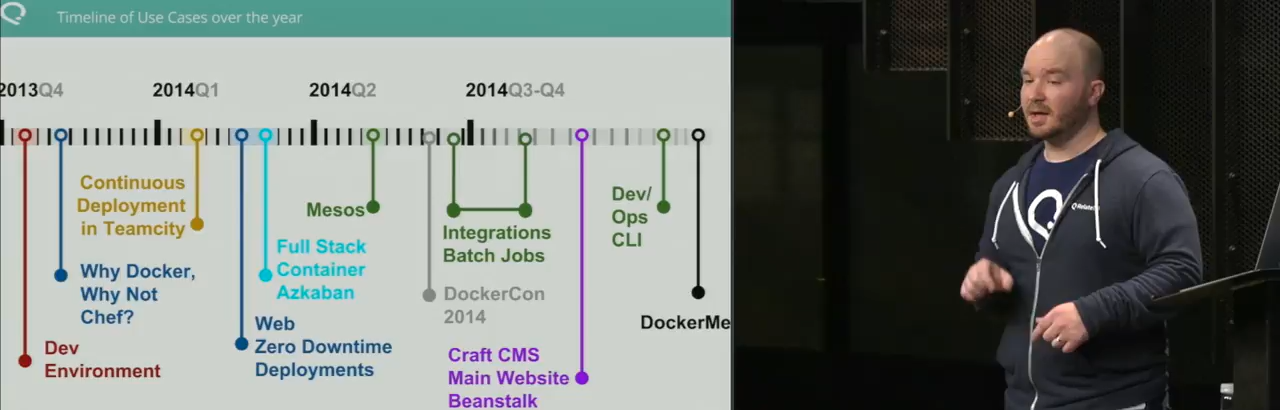 Timeline of Use Cases over the year
2013Q4
2014Q1
2014Q2
2014Q3-Q4
Continuous
Deployment
in Teamcity
Mesos
Dev/
Ops
CLI
Integrations
Batch Jobs
Full Stack
Container
Azkaban
Why Docker,
Why Not
Chef?
DockerCon
2014
Web
Zero Downtime
Deployments
DockerMe
Dev
Environment
Craft CMS
Main Website
Beanstalk